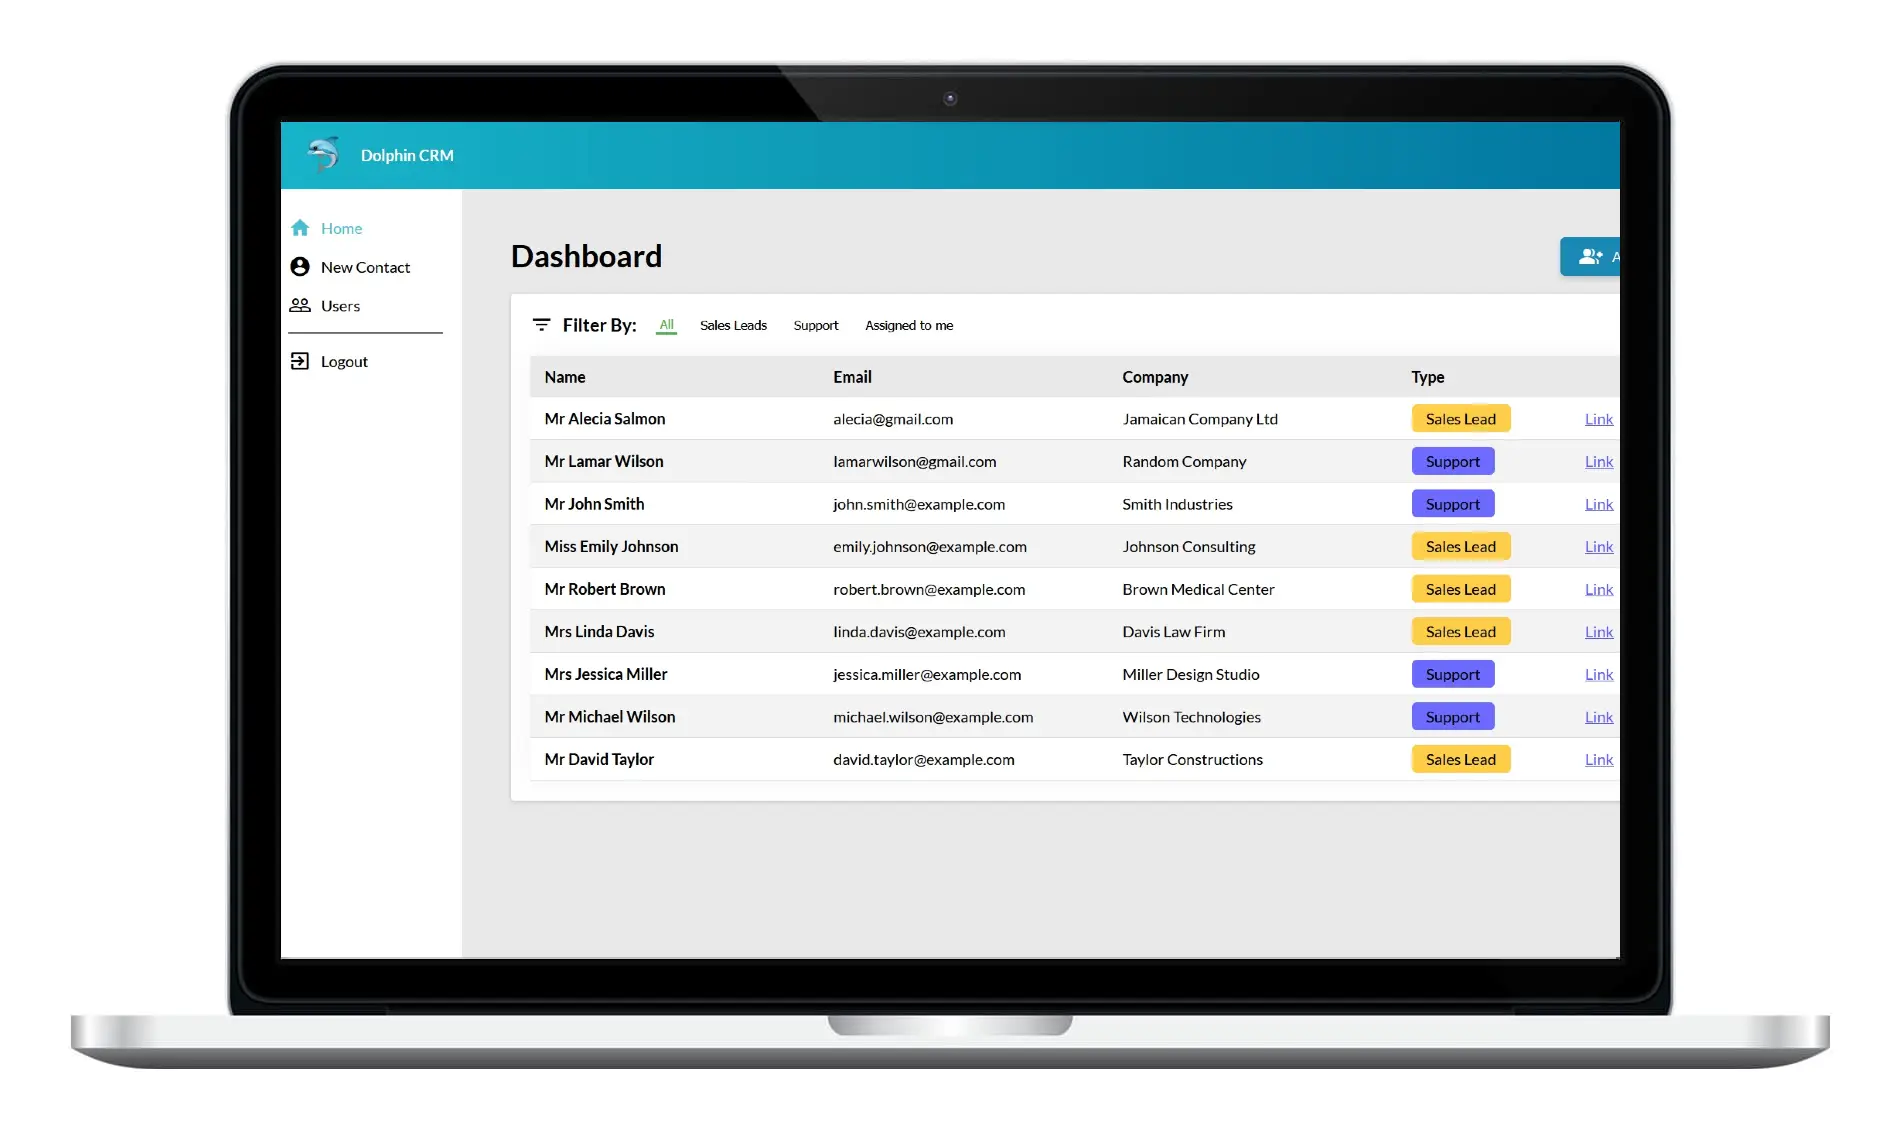 Dolphin CRM
Home
New Contact
Users
Logout
Dashboard
A
Filter By: All Sales Leads Support Assigned to me
Name Email Company Type
Mr Alecia Salmon alecia@gmail.com Jamaican Company Ltd Sales Lead Link
Mr Lamar Wilson lamarwilson@gmail.com Random Company Support Link
Mr John Smith john.smith@example.com Smith Industries Support Link
Miss Emily Johnson emily.johnson@example.com Johnson Consulting Sales Lead Link
Mr Robert Brown robert.brown@example.com Brown Medical Center Sales Lead Link
Mrs Linda Davis linda.davis@example.com Davis Law Firm Sales Lead Link
Mrs Jessica Miller jessica.miller@example.com Miller Design Studio Support Link
Mr Michael Wilson michael.wilson@example.com Wilson Technologies Support Link
Mr David Taylor david.taylor@example.com Taylor Constructions Sales Lead Link